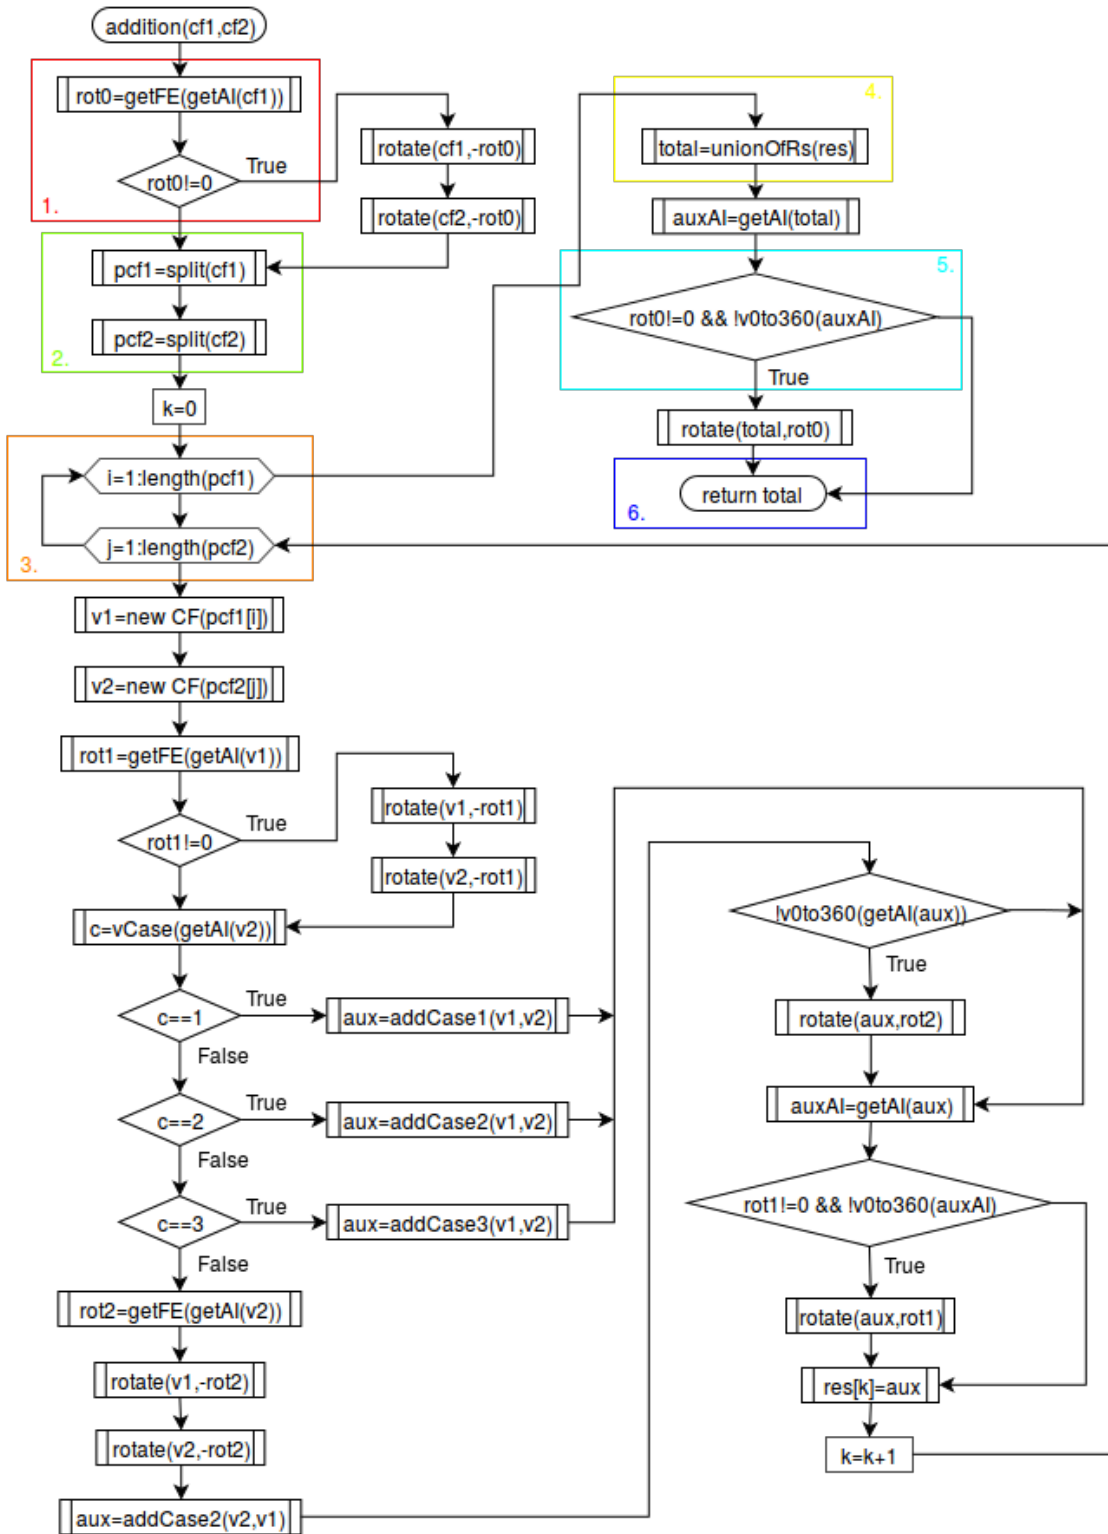 addition(cf1,cf2)
rot0=getFE(getAI(cf1))
rot0!=0
True
1.
rotate(cf1,-rot0)
rotate(cf2,-rot0)
pcf1=split(cf1)
pcf2=split(cf2)
2.
k=0
i=1:length(pcf1)
j=1:length(pcf2)
3.
4.
total=unionOfRs(res)
auxAI=getAI(total)
5.
rot0!=0 && !v0to360(auxAI)
True
rotate(total,rot0)
return total
6.
v1=new CF(pcf1[i])
v2=new CF(pcf2[j])
rot1=getFE(getAI(v1))
rot1!=0
True
rotate(v1,-rot1)
rotate(v2,-rot1)
c=vCase(getAI(v2))
c==1
True
aux=addCase1(v1,v2)
False
c==2
True
aux=addCase2(v1,v2)
False
c==3
True
aux=addCase3(v1,v2)
False
rot2=getFE(getAI(v2))
rotate(v1,-rot2)
rotate(v2,-rot2)
aux=addCase2(v2,v1)
!v0to360(getAI(aux))
True
rotate(aux,rot2)
auxAI=getAI(aux)
rot1!=0 && !v0to360(auxAI)
True
rotate(aux,rot1)
res[k]=aux
k=k+1